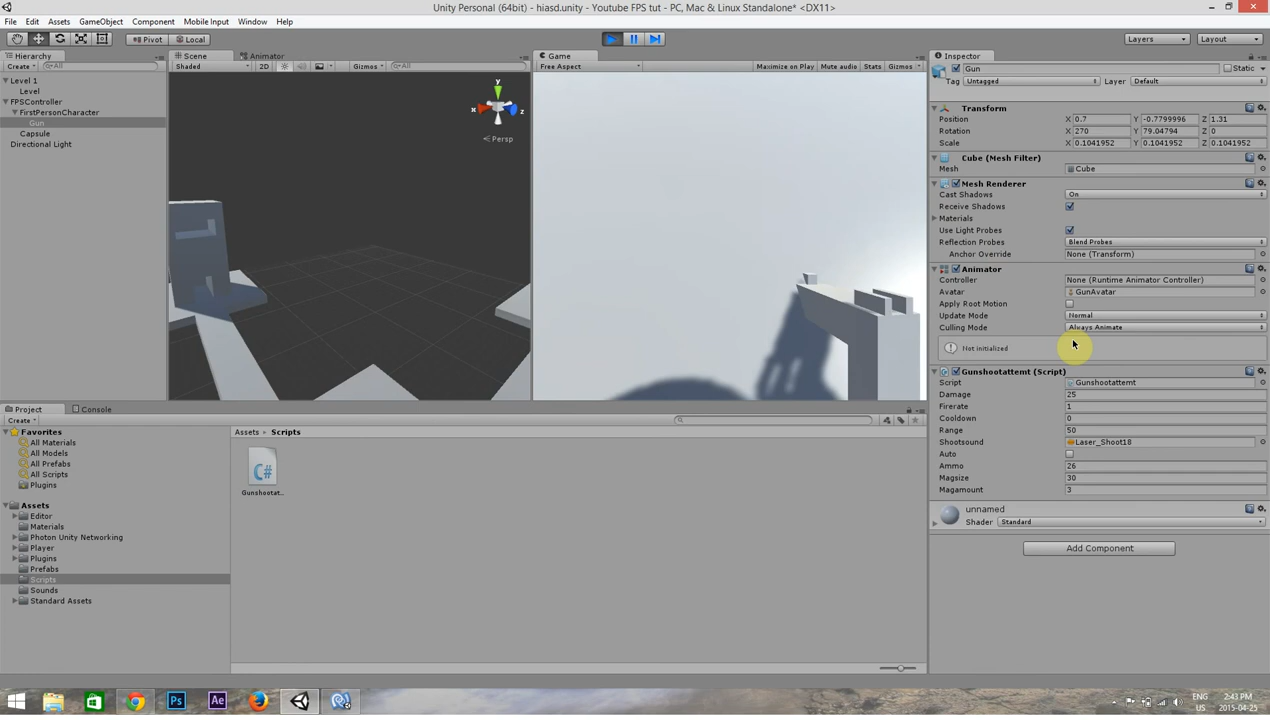 Unity Personal (64bit) - hiasd.unity - Youtube FPS tut - PC, Mac & Linux Standalone* <DX11>
File Edit Assets GameObject Component Mobile Input Window Help
Pivot Local Layers Layout
Hierarchy
Create All
Level 1
Level
FPSController
FirstPersonCharacter
Gun
Capsule
Directional Light
Scene Animator
Shaded 2D Gizmos All
y
x z
Persp
Game
Free Aspect Maximize on Play Mute audio Stats Gizmos
Inspector
Gun Static
Tag Untagged Layer Default
Transform
Position X 0.7 Y -0.7799996 Z 1.31
Rotation X 270 Y 79.04794 Z 0
Scale X 0.1041952 Y 0.1041952 Z 0.1041952
Cube (Mesh Filter)
Mesh Cube
Mesh Renderer
Cast Shadows On
Receive Shadows
Materials
Use Light Probes
Reflection Probes Blend Probes
Anchor Override None (Transform)
Animator
Controller None (Runtime Animator Controller)
Avatar GunAvatar
Apply Root Motion
Update Mode Normal
Culling Mode Always Animate
Not initialized
Gunshootattemt (Script)
Script Gunshootattemt
Damage 25
Firerate 1
Cooldown 0
Range 50
Shootsound Laser_Shoot18
Auto
Ammo 26
Magsize 30
Magamount 3
unnamed
Shader Standard
Add Component
Project Console
Create
Favorites
All Materials
All Models
All Prefabs
All Scripts
Plugins
Assets
Editor
Materials
Photon Unity Networking
Player
Plugins
Prefabs
Scripts
Sounds
Standard Assets
Assets Scripts
C#
Gunshootat..
Ps Ae
ENG 2:43 PM
US 2015-04-25